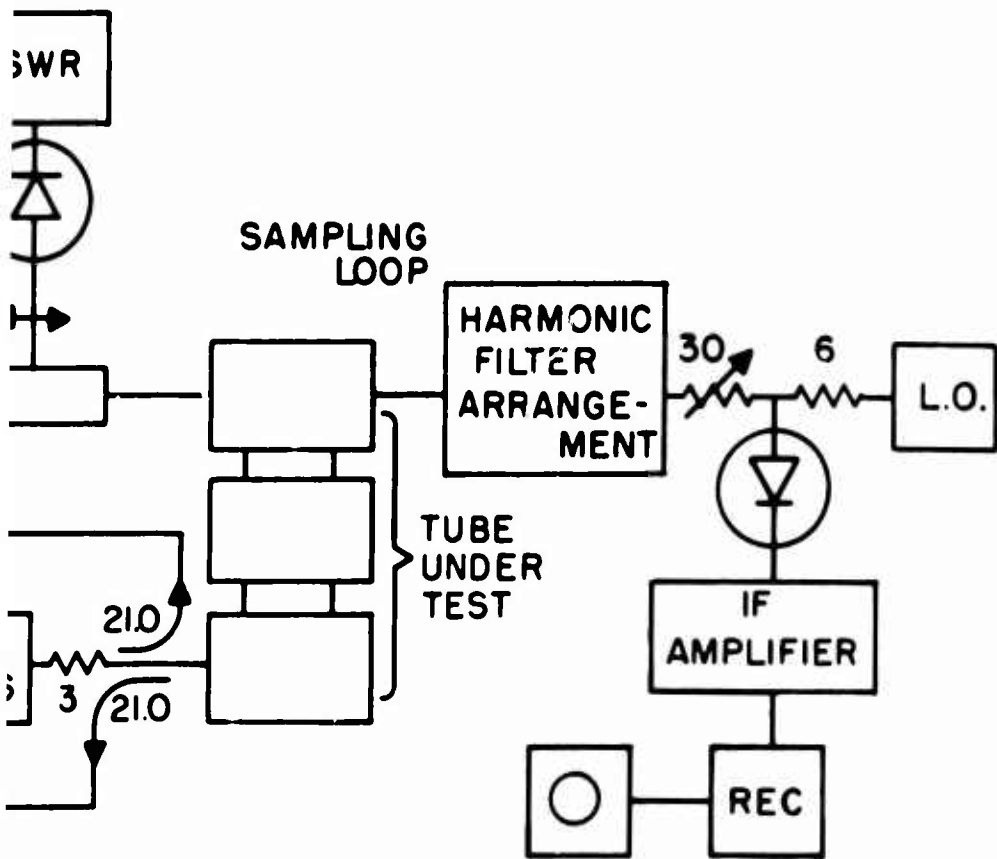 SWR
SAMPLING
LOOP
HARMONIC
FILTER
ARRANGE-
MENT
30
6
L.O.
TUBE
UNDER
TEST
21.0
3
21.0
IF
AMPLIFIER
REC